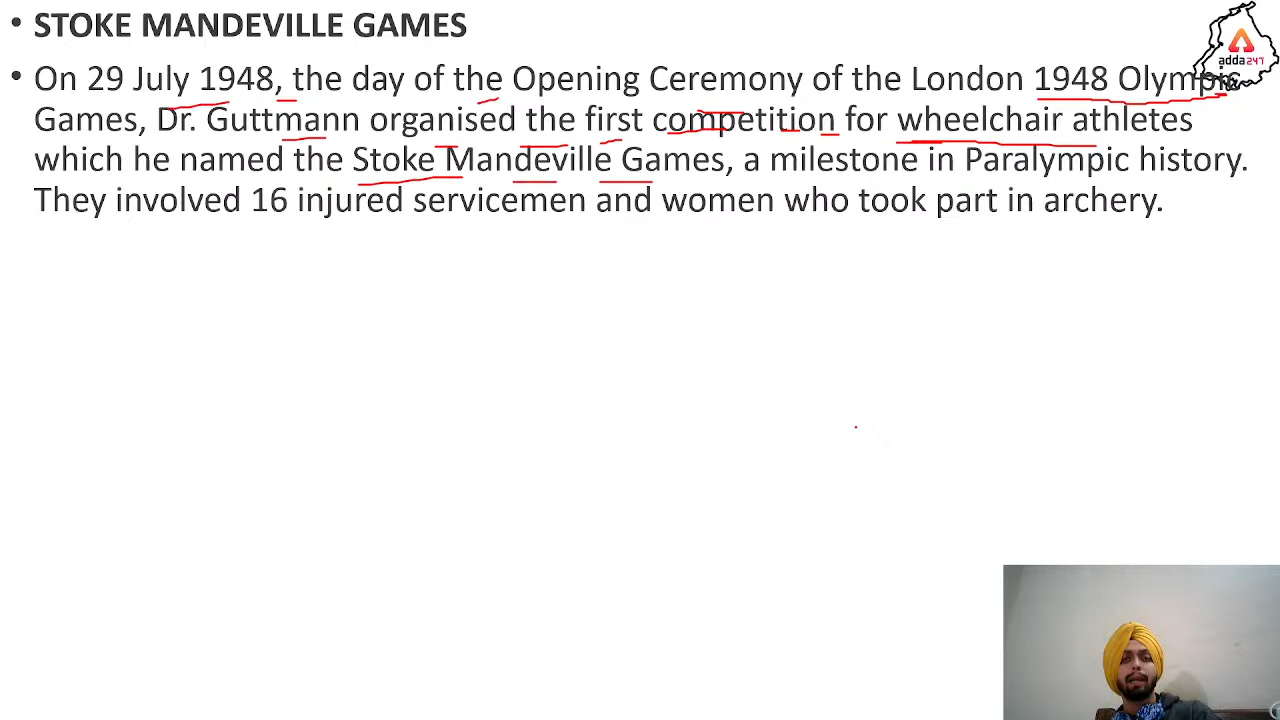 • STOKE MANDEVILLE GAMES
• On 29 July 1948, the day of the Opening Ceremony of the London 1948 Olympic
Games, Dr. Guttmann organised the first competition for wheelchair athletes
which he named the Stoke Mandeville Games, a milestone in Paralympic history.
They involved 16 injured servicemen and women who took part in archery.
adda247